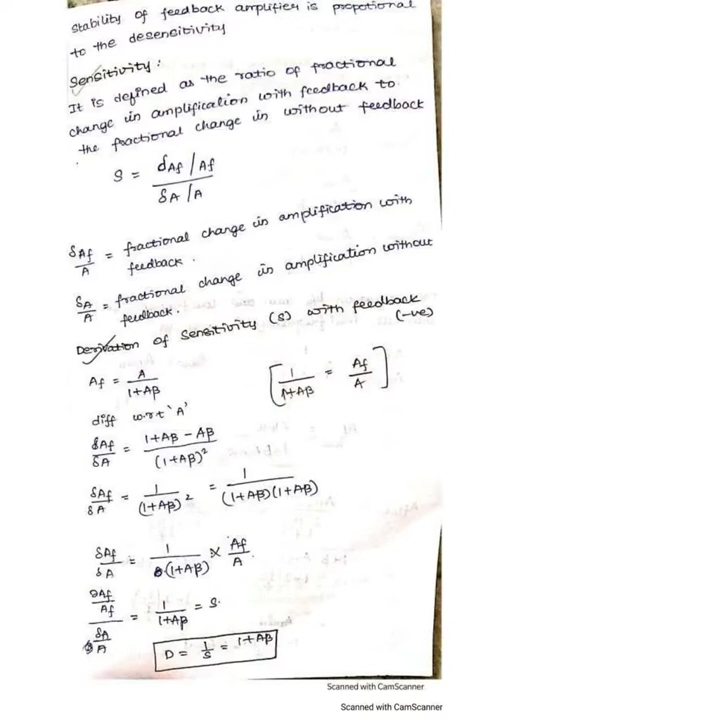 Stability of feedback amplifier is propotional
to the desensitivity
Sensitivity :
It is defined as the ratio of fractional
change in amplification with feedback to
the fractional change in without feedback
S = δAf/Af / δA/A
δAf/A = fractional change in amplification with
feedback.
δA/A = fractional change in amplification without
feedback.
Derivation of sensitivity (s) with feedback
(-ve)
Af = A / 1+Aβ [1/1+Aβ = Af/A]
diff w.r.t 'A'
δAf/δA = 1+Aβ-Aβ / (1+Aβ)²
δAf/δA = 1/(1+Aβ)² = 1/(1+Aβ)(1+Aβ)
δAf/δA = 1/(1+Aβ) × Af/A.
∂Af/Af / δA/A = 1/1+Aβ = S.
D = 1/S = 1+Aβ
Scanned with CamScanner
Scanned with CamScanner